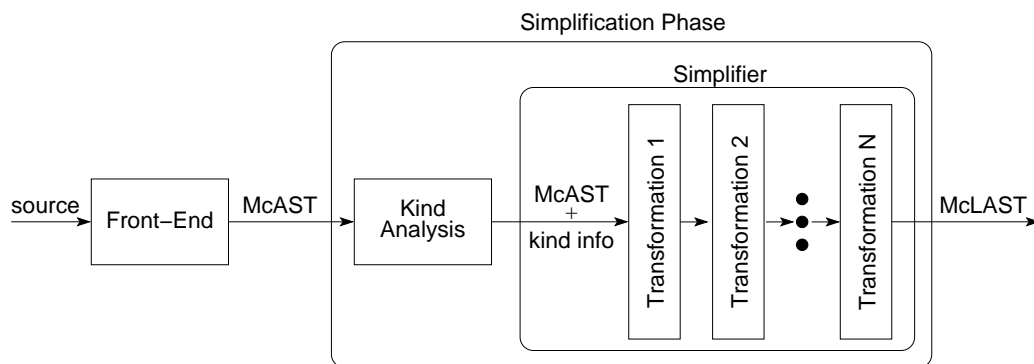 Simplification Phase
Simplifier
source
Front–End
McAST
Kind
Analysis
McAST
+
kind info
Transformation 1
Transformation 2
Transformation N
McLAST